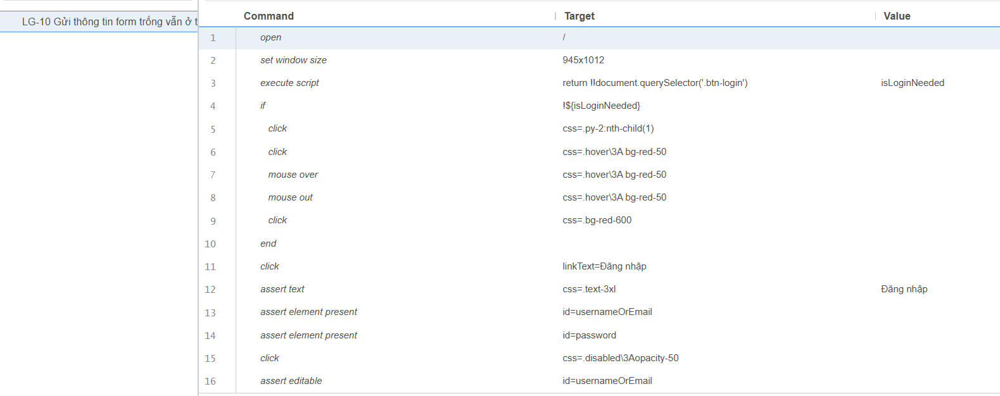 LG-10 Gửi thông tin form trống vẫn ở t
Command Target Value
1 open /
2 set window size 945x1012
3 execute script return !!document.querySelector('.btn-login') isLoginNeeded
4 if !${isLoginNeeded}
5 click css=.py-2:nth-child(1)
6 click css=.hover\3A bg-red-50
7 mouse over css=.hover\3A bg-red-50
8 mouse out css=.hover\3A bg-red-50
9 click css=.bg-red-600
10 end
11 click linkText=Đăng nhập
12 assert text css=.text-3xl Đăng nhập
13 assert element present id=usernameOrEmail
14 assert element present id=password
15 click css=.disabled\3Aopacity-50
16 assert editable id=usernameOrEmail